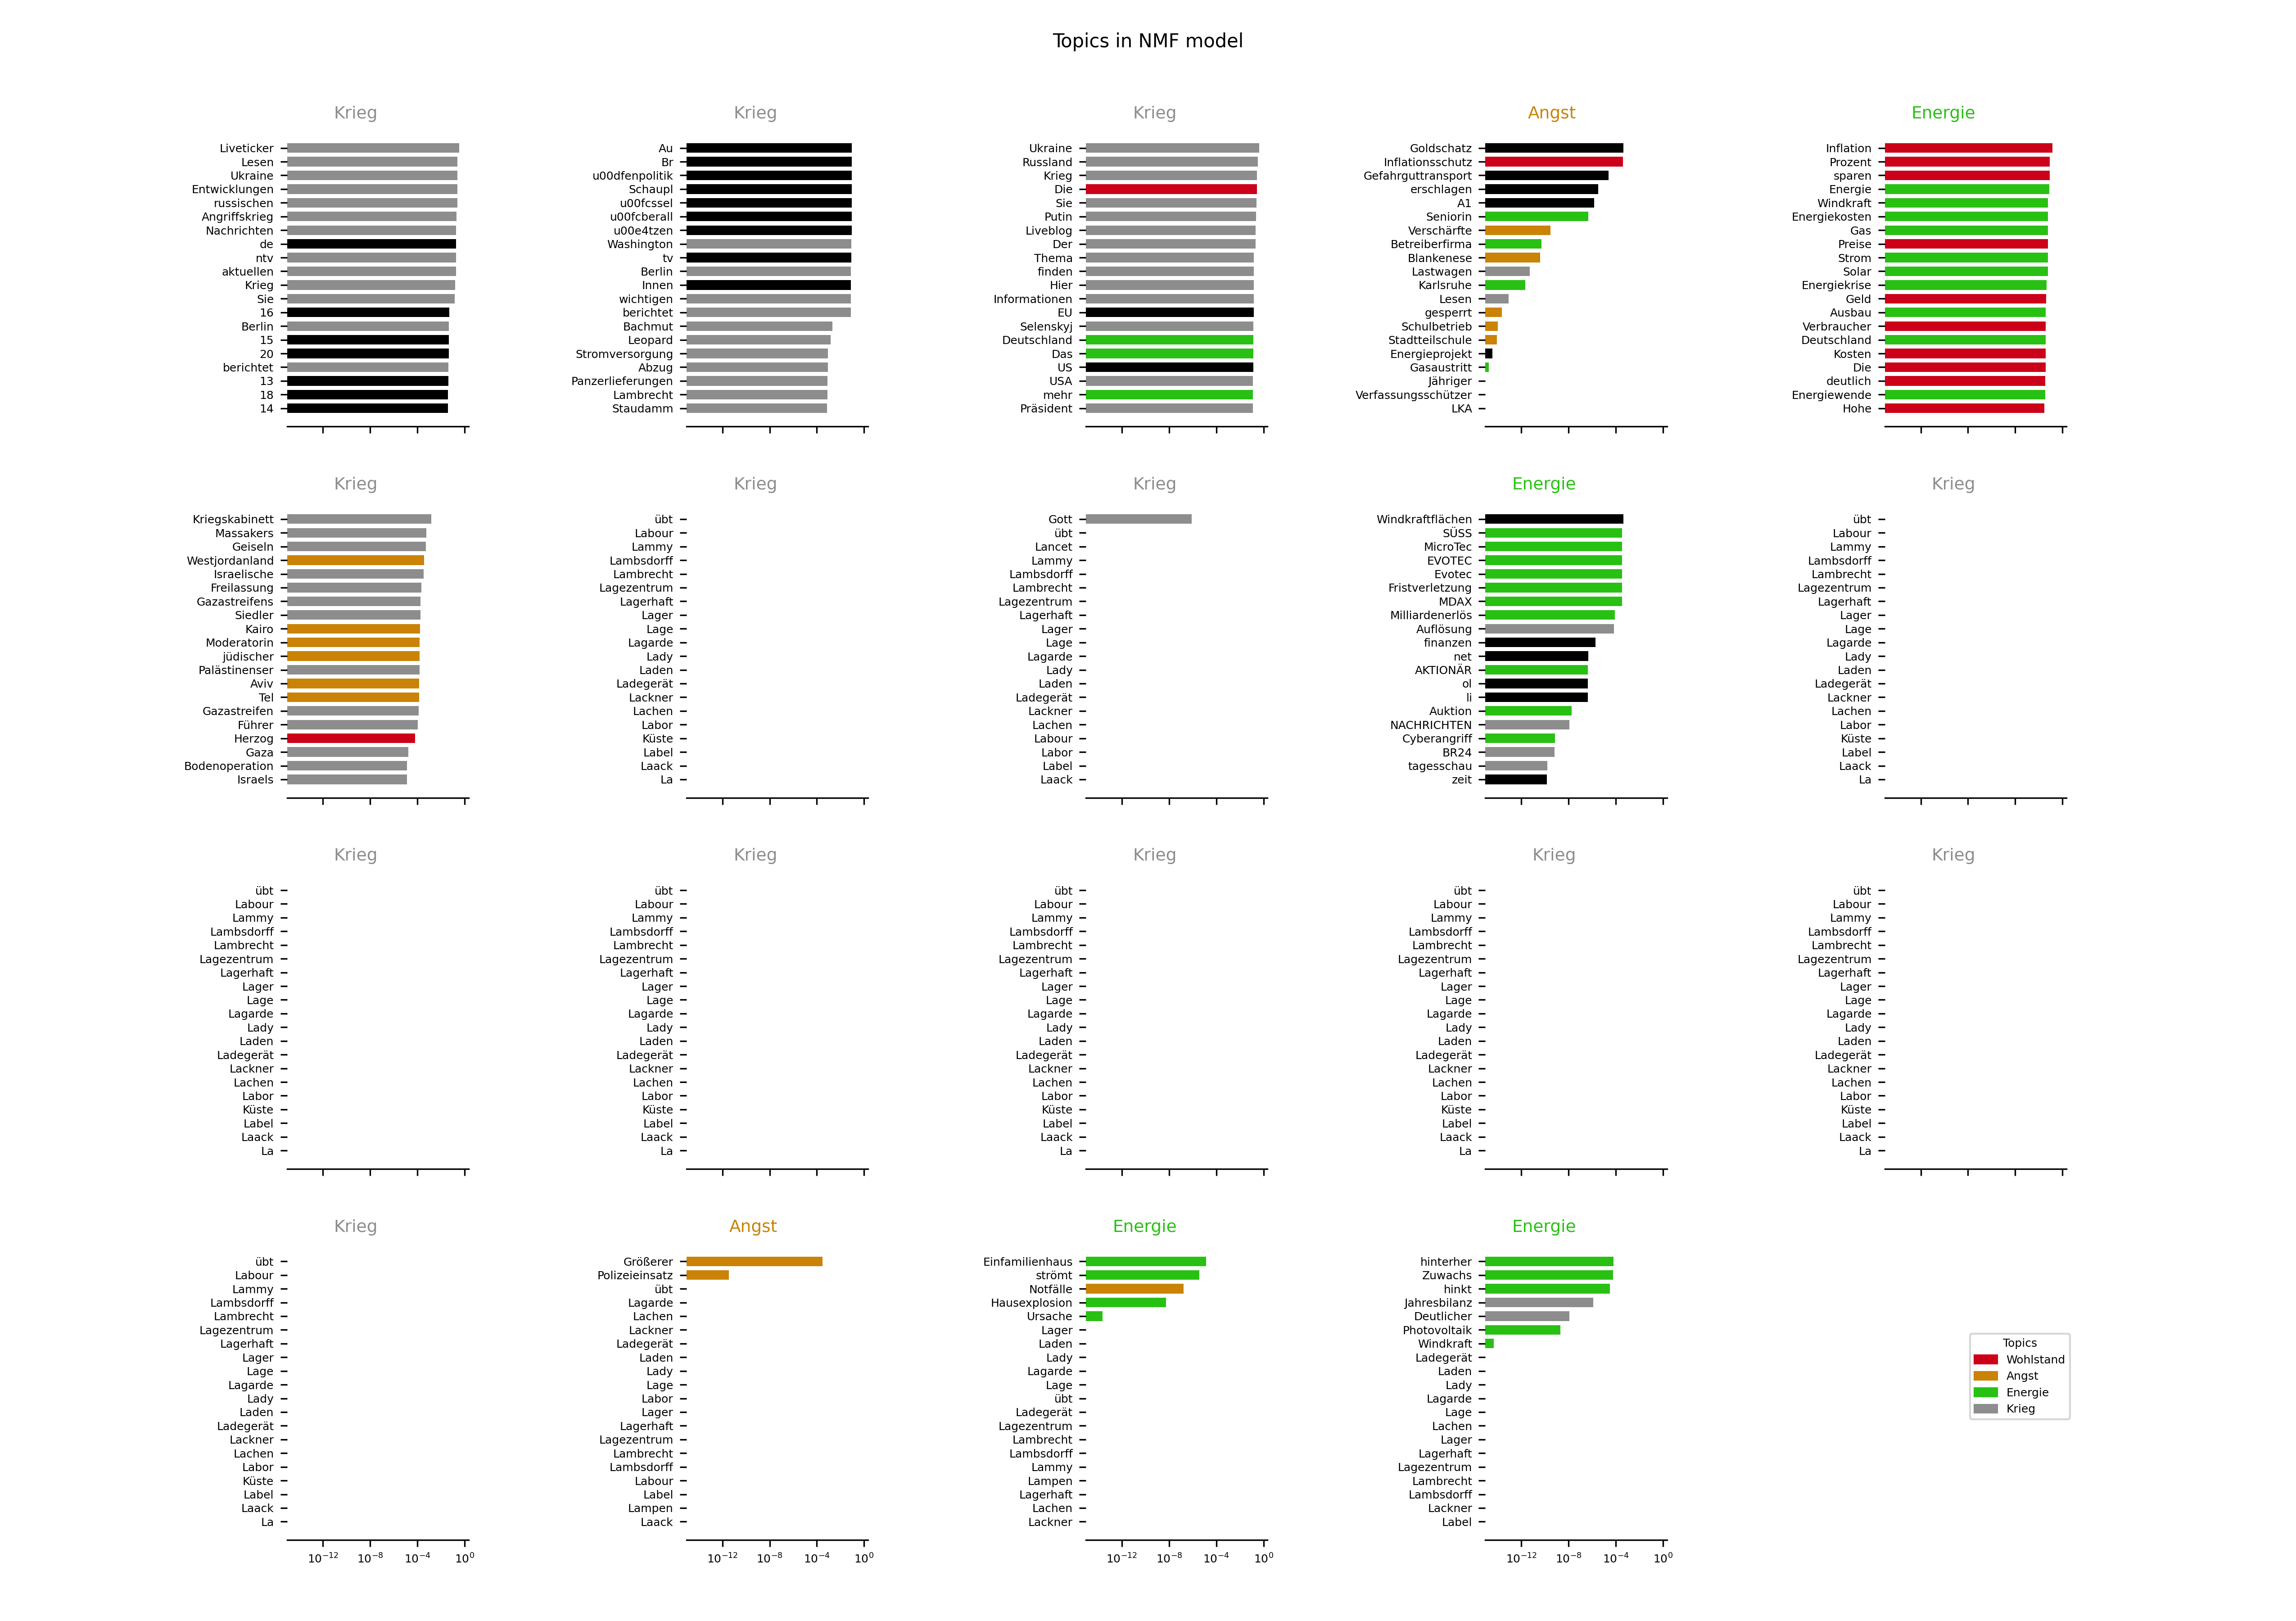 Topics in NMF model
Krieg
Liveticker
Lesen
Ukraine
Entwicklungen
russischen
Angriffskrieg
Nachrichten
de
ntv
aktuellen
Krieg
Sie
16
Berlin
15
20
berichtet
13
18
14
Krieg
Au
Br
u00dfenpolitik
Schaupl
u00fcssel
u00fcberall
u00e4tzen
Washington
tv
Berlin
Innen
wichtigen
berichtet
Bachmut
Leopard
Stromversorgung
Abzug
Panzerlieferungen
Lambrecht
Staudamm
Krieg
Ukraine
Russland
Krieg
Die
Sie
Putin
Liveblog
Der
Thema
finden
Hier
Informationen
EU
Selenskyj
Deutschland
Das
US
USA
mehr
Präsident
Angst
Goldschatz
Inflationsschutz
Gefahrguttransport
erschlagen
A1
Seniorin
Verschärfte
Betreiberfirma
Blankenese
Lastwagen
Karlsruhe
Lesen
gesperrt
Schulbetrieb
Stadtteilschule
Energieprojekt
Gasaustritt
Jähriger
Verfassungsschützer
LKA
Energie
Inflation
Prozent
sparen
Energie
Windkraft
Energiekosten
Gas
Preise
Strom
Solar
Energiekrise
Geld
Ausbau
Verbraucher
Deutschland
Kosten
Die
deutlich
Energiewende
Hohe
Krieg
Kriegskabinett
Massakers
Geiseln
Westjordanland
Israelische
Freilassung
Gazastreifens
Siedler
Kairo
Moderatorin
jüdischer
Palästinenser
Aviv
Tel
Gazastreifen
Führer
Herzog
Gaza
Bodenoperation
Israels
Krieg
übt
Labour
Lammy
Lambsdorff
Lambrecht
Lagezentrum
Lagerhaft
Lager
Lage
Lagarde
Lady
Laden
Ladegerät
Lackner
Lachen
Labor
Küste
Label
Laack
La
Krieg
Gott
übt
Lancet
Lammy
Lambsdorff
Lambrecht
Lagezentrum
Lagerhaft
Lager
Lage
Lagarde
Lady
Laden
Ladegerät
Lackner
Lachen
Labour
Labor
Label
Laack
Energie
Windkraftflächen
SÜSS
MicroTec
EVOTEC
Evotec
Fristverletzung
MDAX
Milliardenerlös
Auflösung
finanzen
net
AKTIONÄR
ol
li
Auktion
NACHRICHTEN
Cyberangriff
BR24
tagesschau
zeit
Krieg
übt
Labour
Lammy
Lambsdorff
Lambrecht
Lagezentrum
Lagerhaft
Lager
Lage
Lagarde
Lady
Laden
Ladegerät
Lackner
Lachen
Labor
Küste
Label
Laack
La
Krieg
übt
Labour
Lammy
Lambsdorff
Lambrecht
Lagezentrum
Lagerhaft
Lager
Lage
Lagarde
Lady
Laden
Ladegerät
Lackner
Lachen
Labor
Küste
Label
Laack
La
Krieg
übt
Labour
Lammy
Lambsdorff
Lambrecht
Lagezentrum
Lagerhaft
Lager
Lage
Lagarde
Lady
Laden
Ladegerät
Lackner
Lachen
Labor
Küste
Label
Laack
La
Krieg
übt
Labour
Lammy
Lambsdorff
Lambrecht
Lagezentrum
Lagerhaft
Lager
Lage
Lagarde
Lady
Laden
Ladegerät
Lackner
Lachen
Labor
Küste
Label
Laack
La
Krieg
übt
Labour
Lammy
Lambsdorff
Lambrecht
Lagezentrum
Lagerhaft
Lager
Lage
Lagarde
Lady
Laden
Ladegerät
Lackner
Lachen
Labor
Küste
Label
Laack
La
Krieg
übt
Labour
Lammy
Lambsdorff
Lambrecht
Lagezentrum
Lagerhaft
Lager
Lage
Lagarde
Lady
Laden
Ladegerät
Lackner
Lachen
Labor
Küste
Label
Laack
La
Krieg
übt
Labour
Lammy
Lambsdorff
Lambrecht
Lagezentrum
Lagerhaft
Lager
Lage
Lagarde
Lady
Laden
Ladegerät
Lackner
Lachen
Labor
Küste
Label
Laack
La
10⁻¹² 10⁻⁸ 10⁻⁴ 10⁰
Angst
Größerer
Polizeieinsatz
übt
Lagarde
Lachen
Lackner
Ladegerät
Laden
Lady
Lage
Labor
Lager
Lagerhaft
Lagezentrum
Lambrecht
Lambsdorff
Labour
Label
Lampen
Laack
10⁻¹² 10⁻⁸ 10⁻⁴ 10⁰
Energie
Einfamilienhaus
strömt
Notfälle
Hausexplosion
Ursache
Lager
Laden
Lady
Lagarde
Lage
übt
Ladegerät
Lagezentrum
Lambrecht
Lambsdorff
Lammy
Lampen
Lagerhaft
Lachen
Lackner
10⁻¹² 10⁻⁸ 10⁻⁴ 10⁰
Energie
hinterher
Zuwachs
hinkt
Jahresbilanz
Deutlicher
Photovoltaik
Windkraft
Ladegerät
Laden
Lady
Lagarde
Lage
Lachen
Lager
Lagerhaft
Lagezentrum
Lambrecht
Lambsdorff
Lackner
Label
10⁻¹² 10⁻⁸ 10⁻⁴ 10⁰
Topics
Wohlstand
Angst
Energie
Krieg